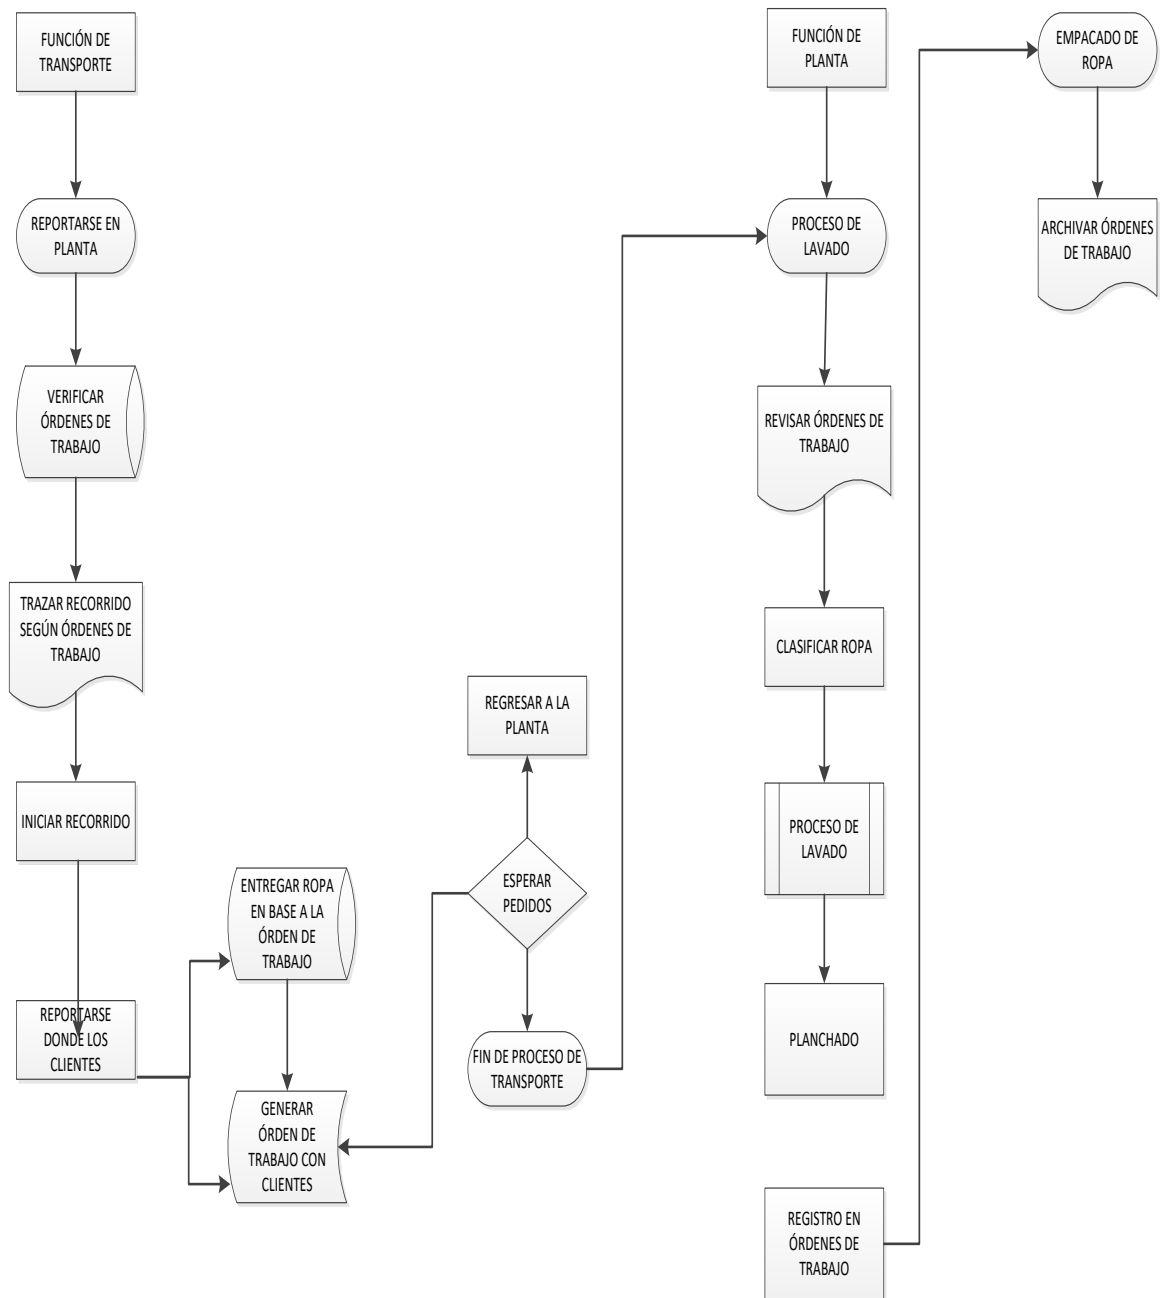 FUNCIÓN DE
TRANSPORTE
REPORTARSE EN
PLANTA
VERIFICAR
ÓRDENES DE
TRABAJO
TRAZAR RECORRIDO
SEGÚN ÓRDENES DE
TRABAJO
INICIAR RECORRIDO
REPORTARSE
DONDE LOS
CLIENTES
ENTREGAR ROPA
EN BASE A LA
ÓRDEN DE
TRABAJO
GENERAR
ÓRDEN DE
TRABAJO CON
CLIENTES
REGRESAR A LA
PLANTA
ESPERAR
PEDIDOS
FIN DE PROCESO DE
TRANSPORTE
FUNCIÓN DE
PLANTA
PROCESO DE
LAVADO
REVISAR ÓRDENES DE
TRABAJO
CLASIFICAR ROPA
PROCESO DE
LAVADO
PLANCHADO
REGISTRO EN
ÓRDENES DE
TRABAJO
EMPACADO DE
ROPA
ARCHIVAR ÓRDENES
DE TRABAJO